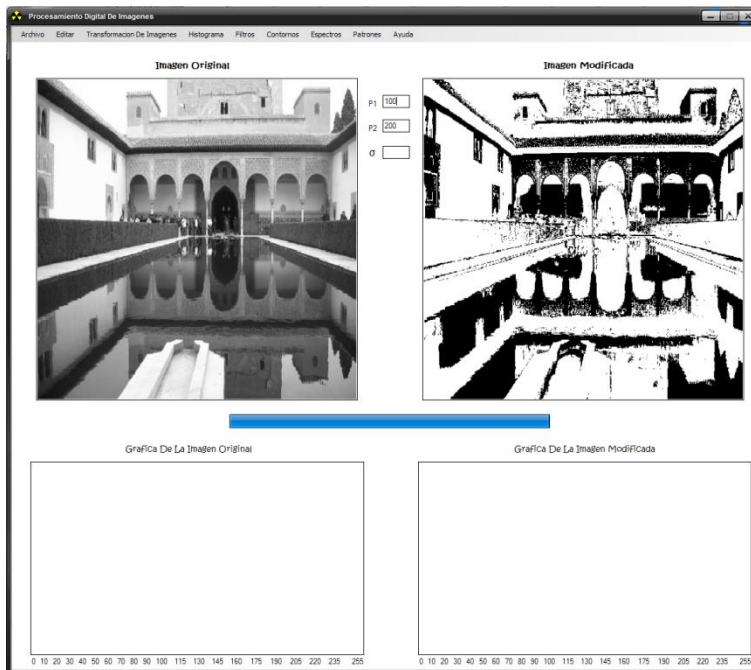 Procesamiento Digital De Imagenes
Archivo Editar Transformacion De Imagenes Histograma Filtros Contornos Espectros Patrones Ayuda
Imagen Original
Imagen Modificada
P1 100
P2 200
σ
Grafica De La Imagen Original
Grafica De La Imagen Modificada
0 10 20 30 40 50 60 70 80 90 100 115 130 145 160 175 190 205 220 235 255
0 10 20 30 40 50 60 70 80 90 100 115 130 145 160 175 190 205 220 235 255